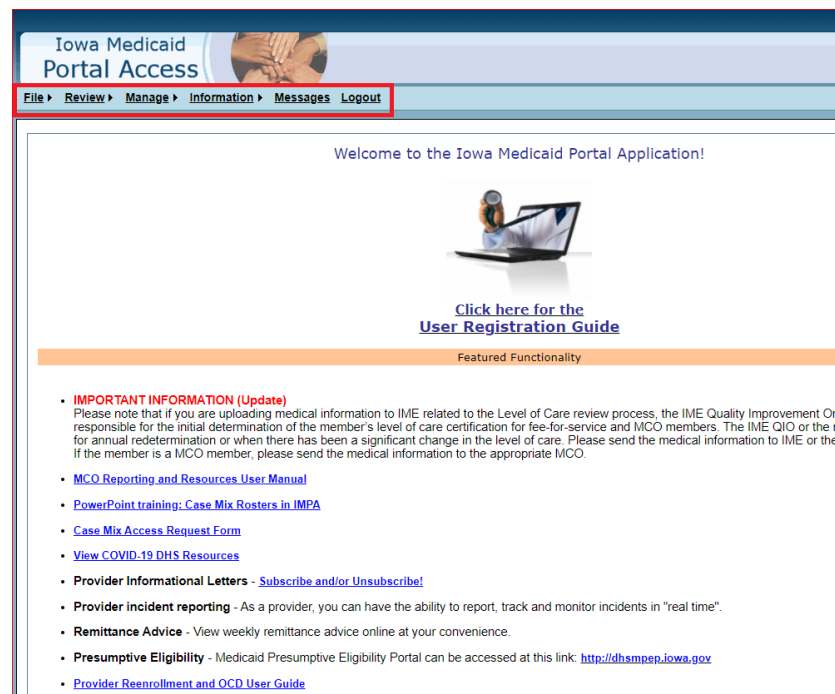 Iowa Medicaid
Portal Access
File Review Manage Information Messages Logout
Welcome to the Iowa Medicaid Portal Application!
Click here for the
User Registration Guide
Featured Functionality
IMPORTANT INFORMATION (Update)
Please note that if you are uploading medical information to IME related to the Level of Care review process, the IME Quality Improvement
responsible for the initial determination of the member's level of care certification for fee-for-service and MCO members. The IME QIO or the
for annual redetermination or when there has been a significant change in the level of care. Please send the medical information to IME or the
If the member is a MCO member, please send the medical information to the appropriate MCO.
MCO Reporting and Resources User Manual
PowerPoint training: Case Mix Rosters in IMPA
Case Mix Access Request Form
View COVID-19 DHS Resources
Provider Informational Letters - Subscribe and/or Unsubscribe!
Provider incident reporting - As a provider, you can have the ability to report, track and monitor incidents in "real time".
Remittance Advice - View weekly remittance advice online at your convenience.
Presumptive Eligibility - Medicaid Presumptive Eligibility Portal can be accessed at this link: http://dhsmpep.iowa.gov
Provider Reenrollment and OCD User Guide